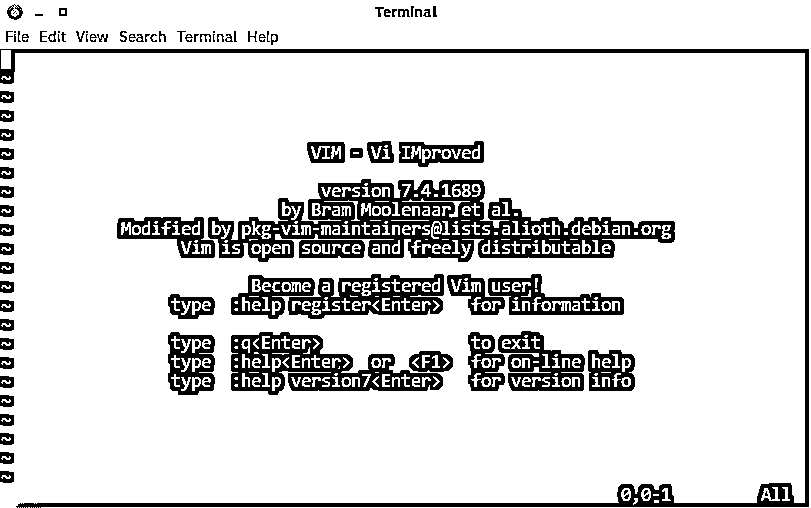 Terminal
File Edit View Search Terminal Help
~
~
~
~
~
VIM - Vi IMproved
~
~
version 7.4.1689
~
by Bram Moolenaar et al.
~
Modified by pkg-vim-maintainers@lists.alioth.debian.org
~
Vim is open source and freely distributable
~
~
Become a registered Vim user!
~
type :help register<Enter> for information
~
~
type :q<Enter> to exit
~
type :help<Enter> or <F1> for on-line help
~
type :help version7<Enter> for version info
~
~
~
~
~
0,0-1 All